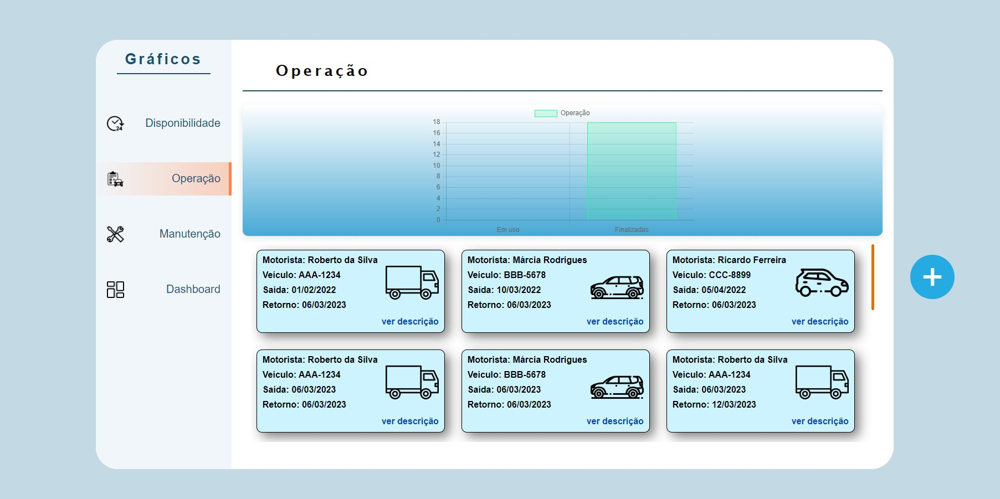 Gráficos
Disponibilidade
24
Operação
Manutenção
Dashboard
Operação
Operação
18
16
14
12
10
8
6
4
2
0
Em uso
Finalizadas
Motorista: Roberto da Silva
Veículo: AAA-1234
Saída: 01/02/2022
Retorno: 06/03/2023
ver descrição
Motorista: Márcia Rodrigues
Veículo: BBB-5678
Saída: 10/03/2022
Retorno: 06/03/2023
ver descrição
Motorista: Ricardo Ferreira
Veículo: CCC-8899
Saída: 05/04/2022
Retorno: 06/03/2023
ver descrição
Motorista: Roberto da Silva
Veículo: AAA-1234
Saída: 06/03/2023
Retorno: 06/03/2023
ver descrição
Motorista: Márcia Rodrigues
Veículo: BBB-5678
Saída: 06/03/2023
Retorno: 06/03/2023
ver descrição
Motorista: Roberto da Silva
Veículo: AAA-1234
Saída: 06/03/2023
Retorno: 12/03/2023
ver descrição
+